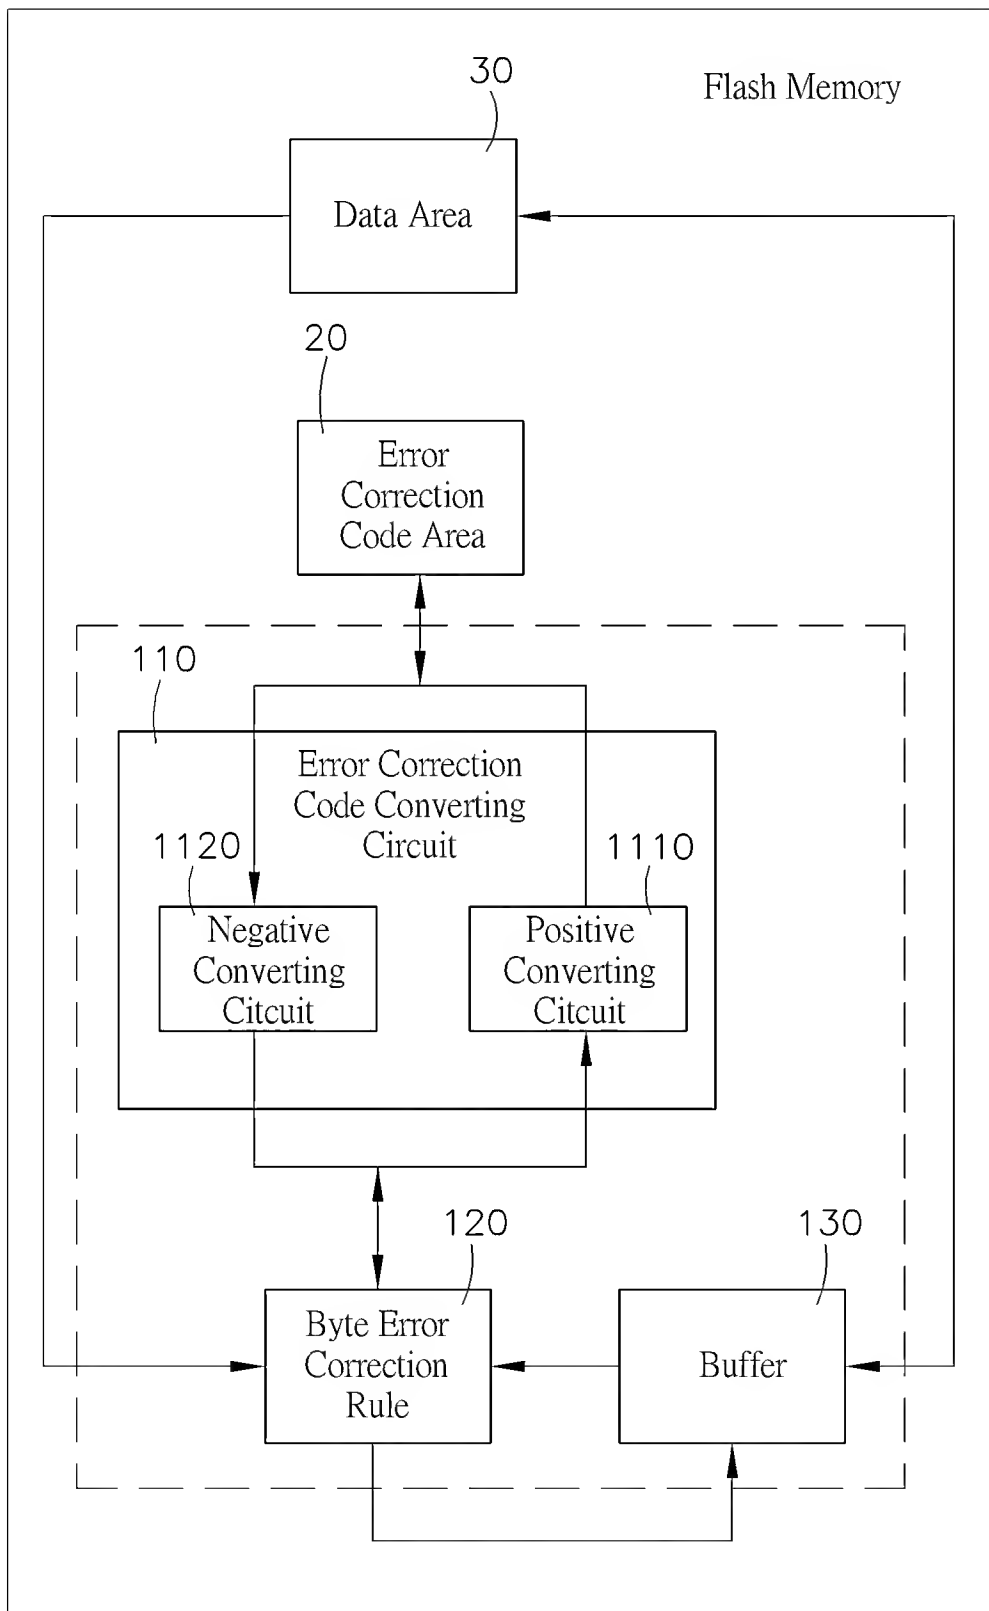 30
Flash Memory
Data Area
20
Error
Correction
Code Area
110
Error Correction
Code Converting
Circuit
1120
1110
Negative
Converting
Citcuit
Positive
Converting
Citcuit
120
130
Byte Error
Correction
Rule
Buffer